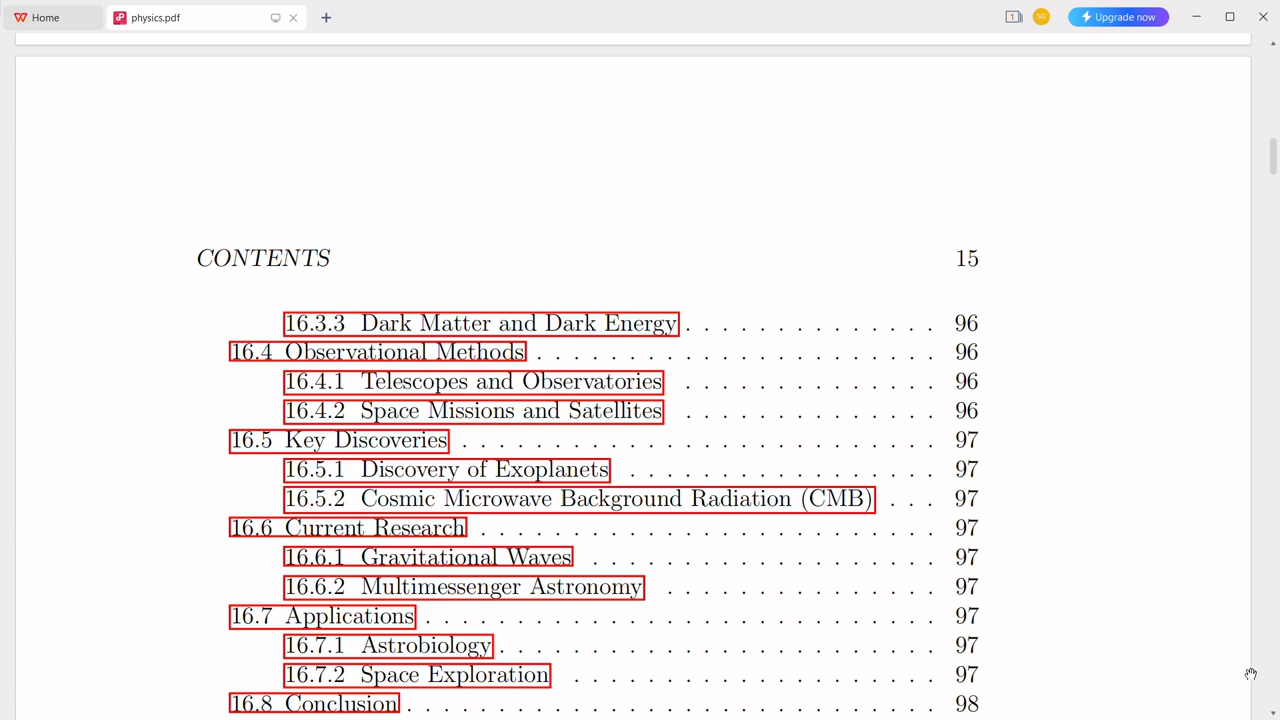 Home
physics.pdf
1
SG
Upgrade now
CONTENTS 15
16.3.3 Dark Matter and Dark Energy . . . . . . . . . . . . . . 96
16.4 Observational Methods . . . . . . . . . . . . . . . . . . . . . . 96
16.4.1 Telescopes and Observatories . . . . . . . . . . . . . . 96
16.4.2 Space Missions and Satellites . . . . . . . . . . . . . . 96
16.5 Key Discoveries . . . . . . . . . . . . . . . . . . . . . . . . . . 97
16.5.1 Discovery of Exoplanets . . . . . . . . . . . . . . . . . 97
16.5.2 Cosmic Microwave Background Radiation (CMB) . . . 97
16.6 Current Research . . . . . . . . . . . . . . . . . . . . . . . . . 97
16.6.1 Gravitational Waves . . . . . . . . . . . . . . . . . . . 97
16.6.2 Multimessenger Astronomy . . . . . . . . . . . . . . . 97
16.7 Applications . . . . . . . . . . . . . . . . . . . . . . . . . . . . 97
16.7.1 Astrobiology . . . . . . . . . . . . . . . . . . . . . . . . 97
16.7.2 Space Exploration . . . . . . . . . . . . . . . . . . . . 97
16.8 Conclusion . . . . . . . . . . . . . . . . . . . . . . . . . . . . . 98